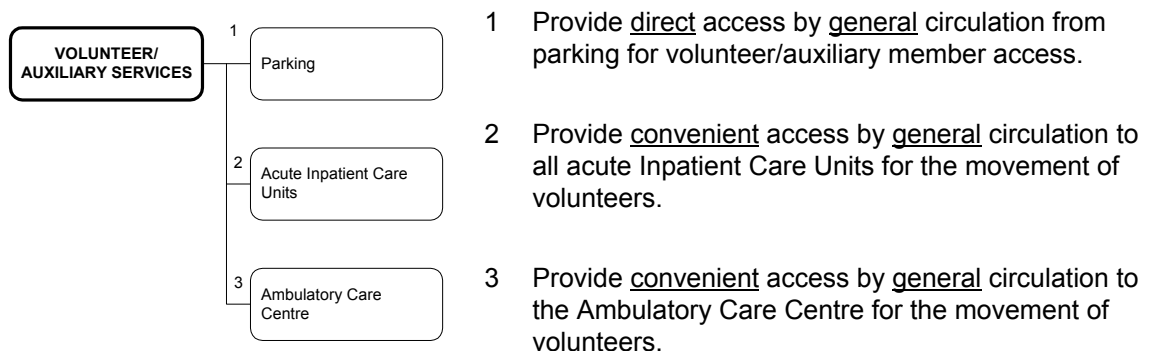 VOLUNTEER/
AUXILIARY SERVICES
1
Parking
2
Acute Inpatient Care
Units
3
Ambulatory Care
Centre
1 Provide direct access by general circulation from
parking for volunteer/auxiliary member access.
2 Provide convenient access by general circulation to
all acute Inpatient Care Units for the movement of
volunteers.
3 Provide convenient access by general circulation to
the Ambulatory Care Centre for the movement of
volunteers.